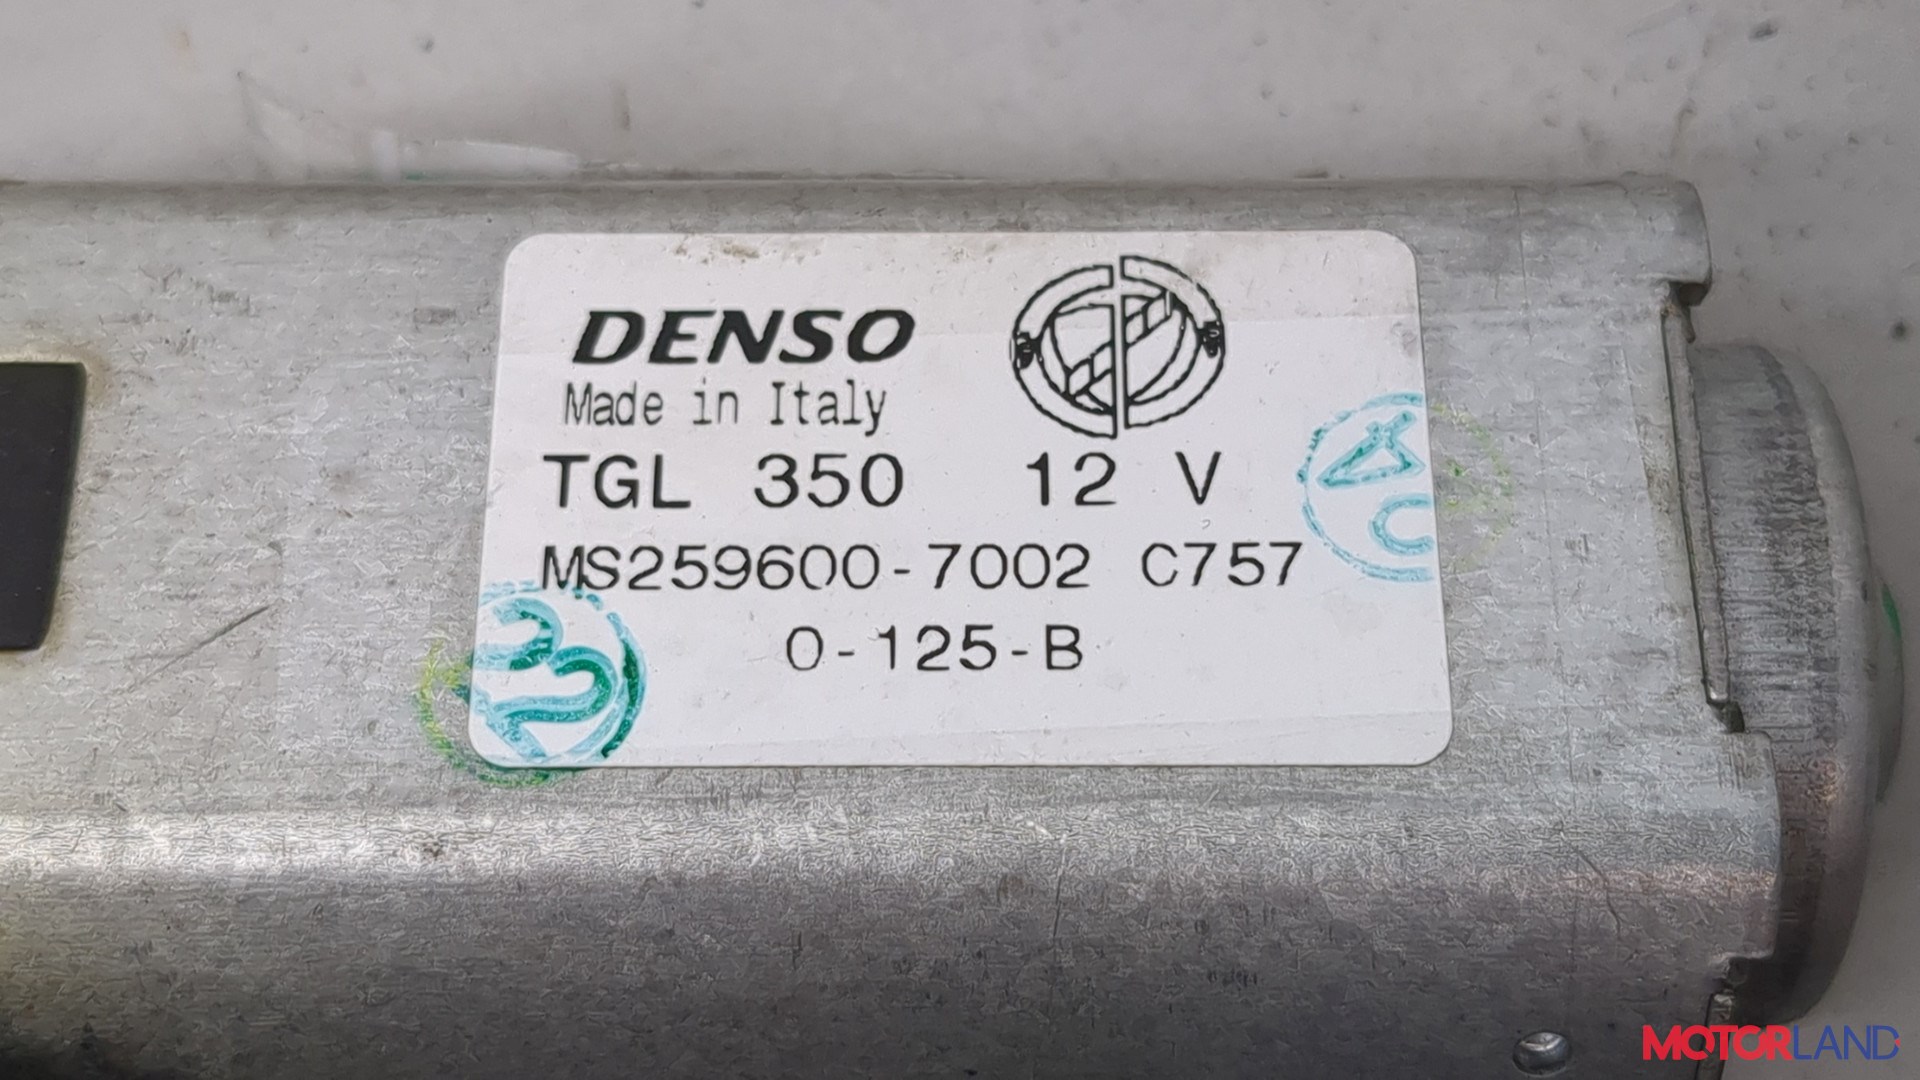 DENSO
Made in Italy
TGL 350 12 V
MS259600-7002 C757
0-125-B
MOTORLAND